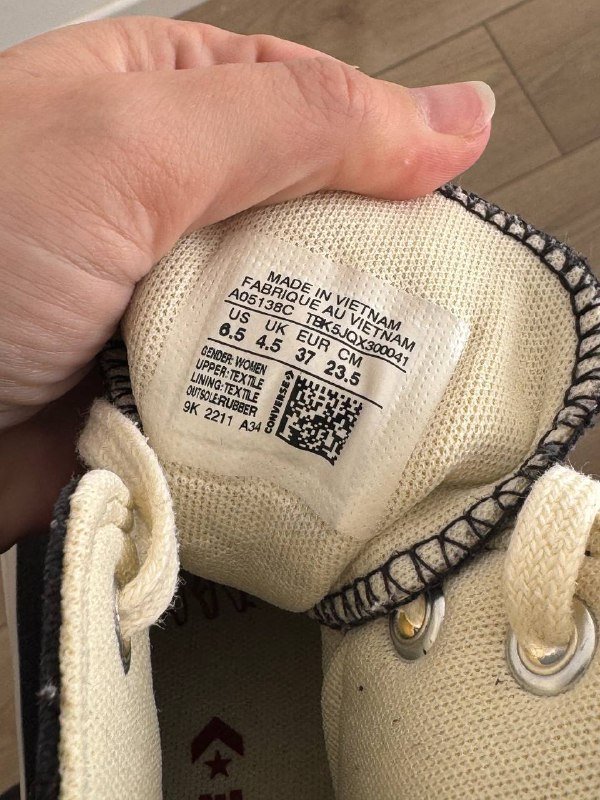 MADE IN VIETNAM
FABRIQUE AU VIETNAM
A05138C TBK5JQX300041
US UK EUR CM
6.5 4.5 37 23.5
GENDER: WOMEN
UPPER: TEXTILE
LINING: TEXTILE
OUTSOLE:RUBBER
9K 2211 A34
CONVERSE